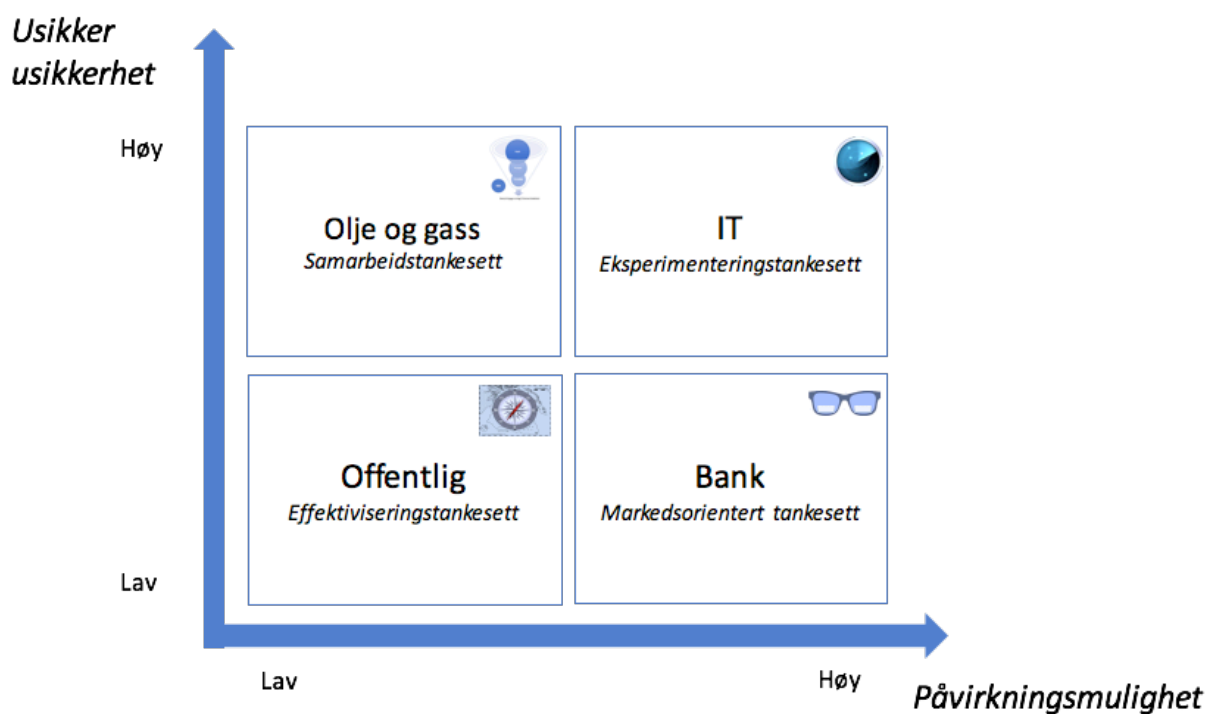 Usikker
usikkerhet
Høy
Olje og gass
Samarbeidstankesett
IT
Eksperimenteringstankesett
Offentlig
Effektiviseringstankesett
Bank
Markedsorientert tankesett
Lav
Lav
Høy
Påvirkningsmulighet